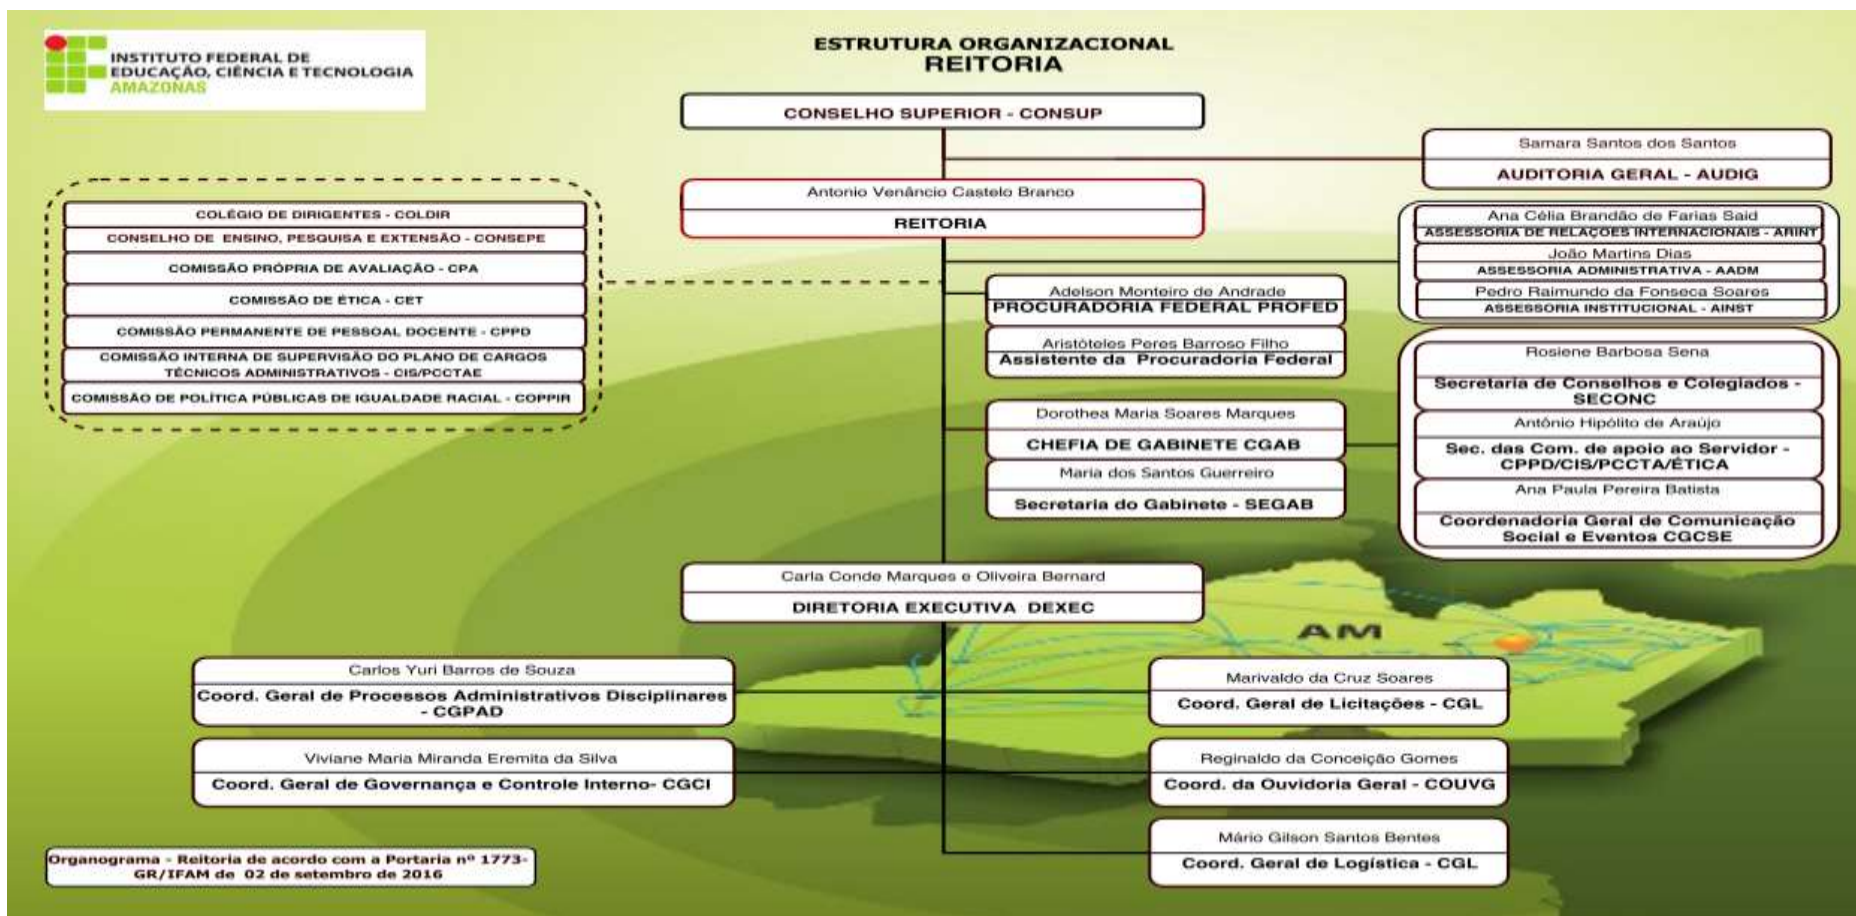 INSTITUTO FEDERAL DE
EDUCAÇÃO, CIÊNCIA E TECNOLOGIA
AMAZONAS
ESTRUTURA ORGANIZACIONAL
REITORIA
CONSELHO SUPERIOR - CONSUP
Samara Santos dos Santos
AUDITORIA GERAL - AUDIG
Antonio Venâncio Castelo Branco
REITORIA
COLÉGIO DE DIRIGENTES - COLDIR
CONSELHO DE ENSINO, PESQUISA E EXTENSÃO - CONSEPE
COMISSÃO PRÓPRIA DE AVALIAÇÃO - CPA
COMISSÃO DE ÉTICA - CET
COMISSÃO PERMANENTE DE PESSOAL DOCENTE - CPPD
COMISSÃO INTERNA DE SUPERVISÃO DO PLANO DE CARGOS
TÉCNICOS ADMINISTRATIVOS - CIS/PCCTAE
COMISSÃO DE POLÍTICA PÚBLICAS DE IGUALDADE RACIAL - COPPIR
Ana Célia Brandão de Farias Said
ASSESSORIA DE RELAÇOES INTERNACIONAIS - ARINT
João Martins Dias
ASSESSORIA ADMINISTRATIVA - AADM
Pedro Raimundo da Fonseca Soares
ASSESSORIA INSTITUCIONAL - AINST
Adelson Monteiro de Andrade
PROCURADORIA FEDERAL PROFED
Aristóteles Peres Barroso Filho
Assistente da Procuradoria Federal
Rosiene Barbosa Sena
Secretaria de Conselhos e Colegiados -
SECONC
Antônio Hipólito de Araújo
Sec. das Com. de apoio ao Servidor -
CPPD/CIS/PCCTA/ÉTICA
Ana Paula Pereira Batista
Coordenadoria Geral de Comunicação
Social e Eventos CGCSE
Dorothea Maria Soares Marques
CHEFIA DE GABINETE CGAB
Maria dos Santos Guerreiro
Secretaria do Gabinete - SEGAB
Carla Conde Marques e Oliveira Bernard
DIRETORIA EXECUTIVA DEXEC
AM
Carlos Yuri Barros de Souza
Coord. Geral de Processos Administrativos Disciplinares
- CGPAD
Marivaldo da Cruz Soares
Coord. Geral de Licitações - CGL
Viviane Maria Miranda Eremita da Silva
Coord. Geral de Governança e Controle Interno- CGCI
Reginaldo da Conceição Gomes
Coord. da Ouvidoria Geral - COUVG
Mário Gilson Santos Bentes
Coord. Geral de Logística - CGL
Organograma - Reitoria de acordo com a Portaria nº 1773-
GR/IFAM de 02 de setembro de 2016